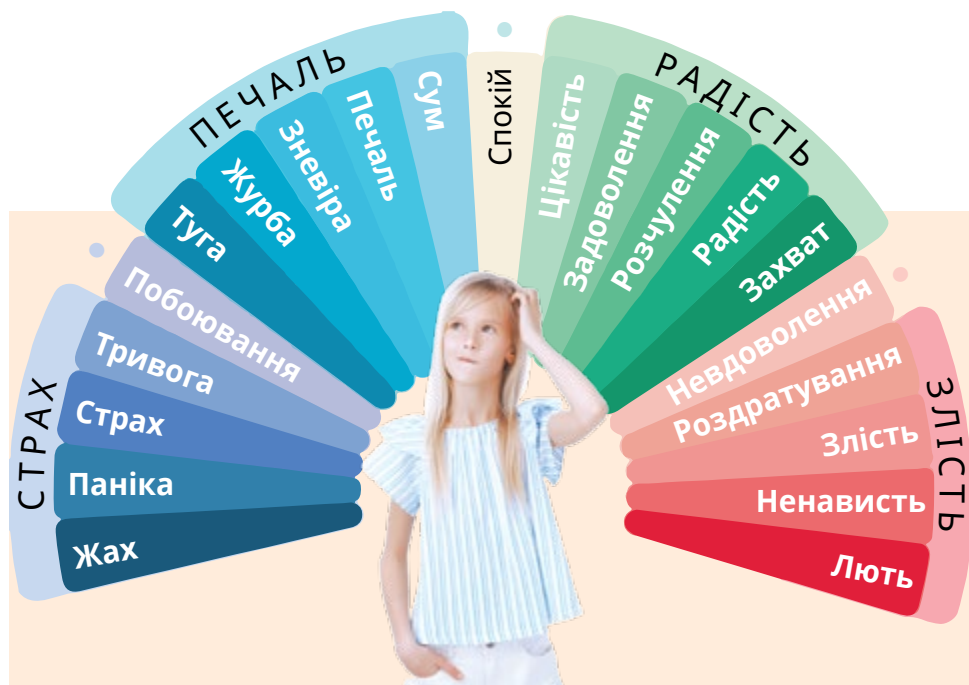 СТРАХ
Жах
Паніка
Страх
Тривога
Побоювання
ПЕЧАЛЬ
Туга
Журба
Зневіра
Печаль
Сум
Спокій
РАДІСТЬ
Цікавість
Задоволення
Розчулення
Радість
Захват
ЗЛІСТЬ
Невдоволення
Роздратування
Злість
Ненависть
Лють